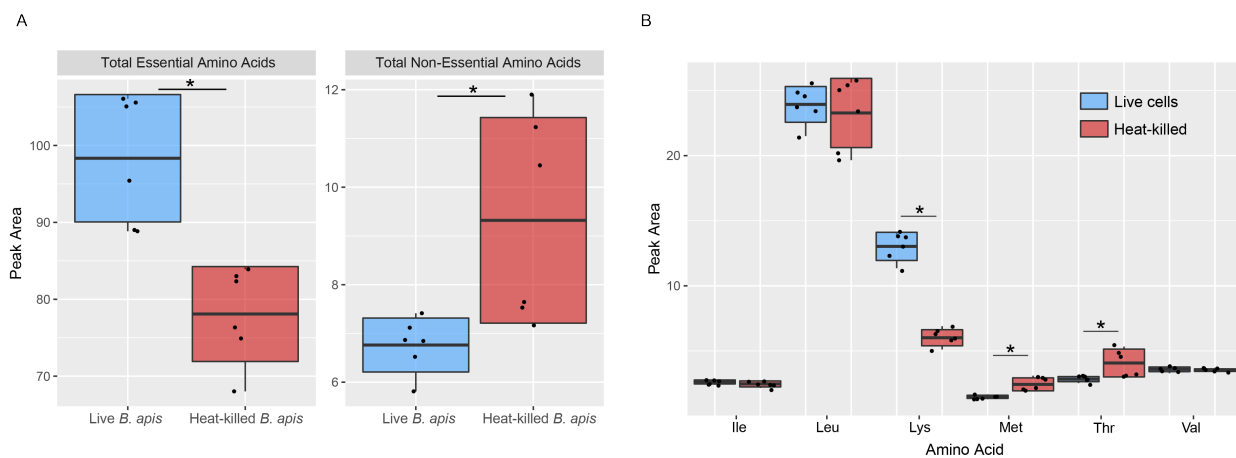 A
B
Total Essential Amino Acids
Total Non-Essential Amino Acids
*
*
Peak Area
100
90
80
70
12
10
8
6
Live B. apis
Heat-killed B. apis
Live B. apis
Heat-killed B. apis
Peak Area
20
10
Live cells
Heat-killed
*
*
*
Ile
Leu
Lys
Met
Thr
Val
Amino Acid